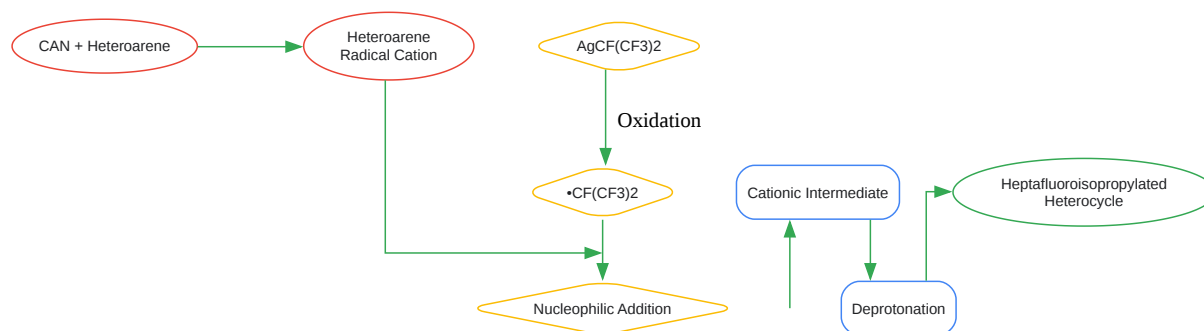 CAN + Heteroarene
Heteroarene
Radical Cation
AgCF(CF3)2
Oxidation
•CF(CF3)2
Cationic Intermediate
Heptafluoroisopropylated
Heterocycle
Nucleophilic Addition
Deprotonation